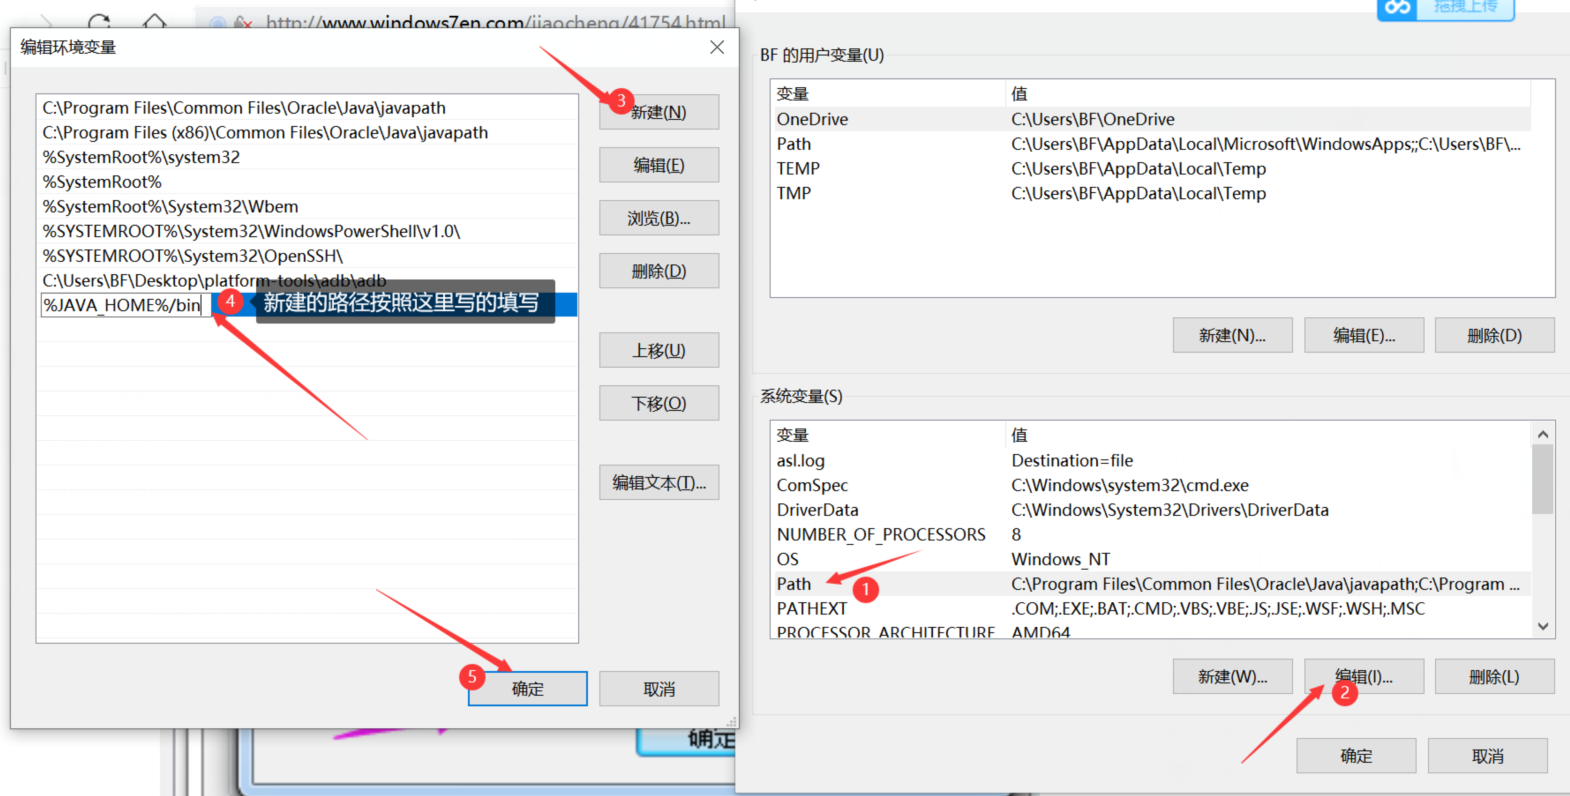 http://www.windows7en.com/jiaocheng/41754.html
拖拽上传
编辑环境变量
C:\Program Files\Common Files\Oracle\Java\javapath
C:\Program Files (x86)\Common Files\Oracle\Java\javapath
%SystemRoot%\system32
%SystemRoot%
%SystemRoot%\System32\Wbem
%SYSTEMROOT%\System32\WindowsPowerShell\v1.0\
%SYSTEMROOT%\System32\OpenSSH\
C:\Users\BF\Desktop\platform-tools\adb\adb
%JAVA_HOME%/bin
4
新建的路径按照这里写的填写
3
新建(N)
编辑(E)
浏览(B)...
删除(D)
上移(U)
下移(O)
编辑文本(T)...
5
确定
取消
确定
BF 的用户变量(U)
变量 值
OneDrive C:\Users\BF\OneDrive
Path C:\Users\BF\AppData\Local\Microsoft\WindowsApps;;C:\Users\BF\...
TEMP C:\Users\BF\AppData\Local\Temp
TMP C:\Users\BF\AppData\Local\Temp
新建(N)... 编辑(E)... 删除(D)
系统变量(S)
变量 值
asl.log Destination=file
ComSpec C:\Windows\system32\cmd.exe
DriverData C:\Windows\System32\Drivers\DriverData
NUMBER_OF_PROCESSORS 8
OS Windows_NT
Path C:\Program Files\Common Files\Oracle\Java\javapath;C:\Program ...
1
PATHEXT .COM;.EXE;.BAT;.CMD;.VBS;.VBE;.JS;.JSE;.WSF;.WSH;.MSC
PROCESSOR_ARCHITECTURE AMD64
新建(W)... 编辑(I)... 删除(L)
2
确定 取消